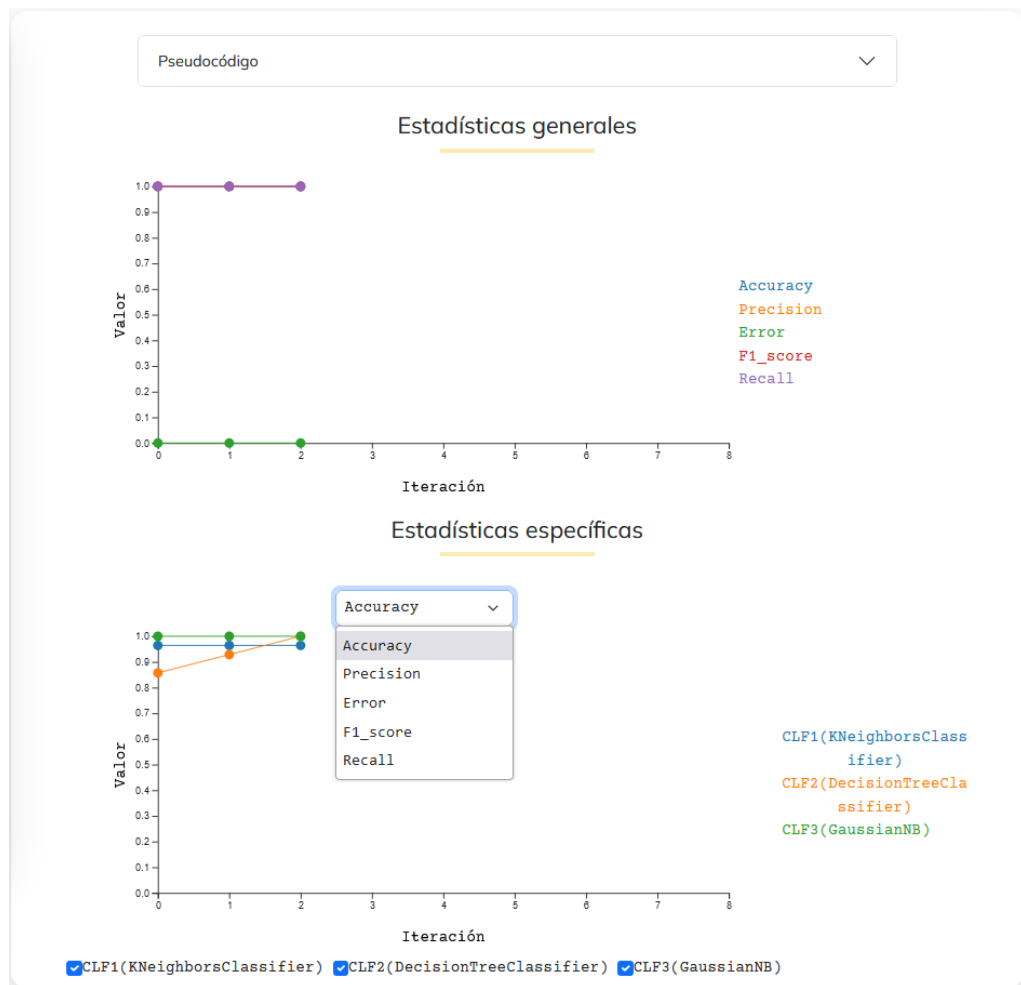 Pseudocódigo
Estadísticas generales
1.0
0.9
0.8
0.7
0.6
0.5
0.4
0.3
0.2
0.1
0.0
Valor
0 1 2 3 4 5 6 7 8
Iteración
Accuracy
Precision
Error
F1_score
Recall
Estadísticas específicas
Accuracy
Accuracy
Precision
Error
F1_score
Recall
1.0
0.9
0.8
0.7
0.6
0.5
0.4
0.3
0.2
0.1
0.0
Valor
0 1 2 3 4 5 6 7 8
Iteración
CLF1(KNeighborsClass
ifier)
CLF2(DecisionTreeCla
ssifier)
CLF3(GaussianNB)
CLF1(KNeighborsClassifier) CLF2(DecisionTreeClassifier) CLF3(GaussianNB)